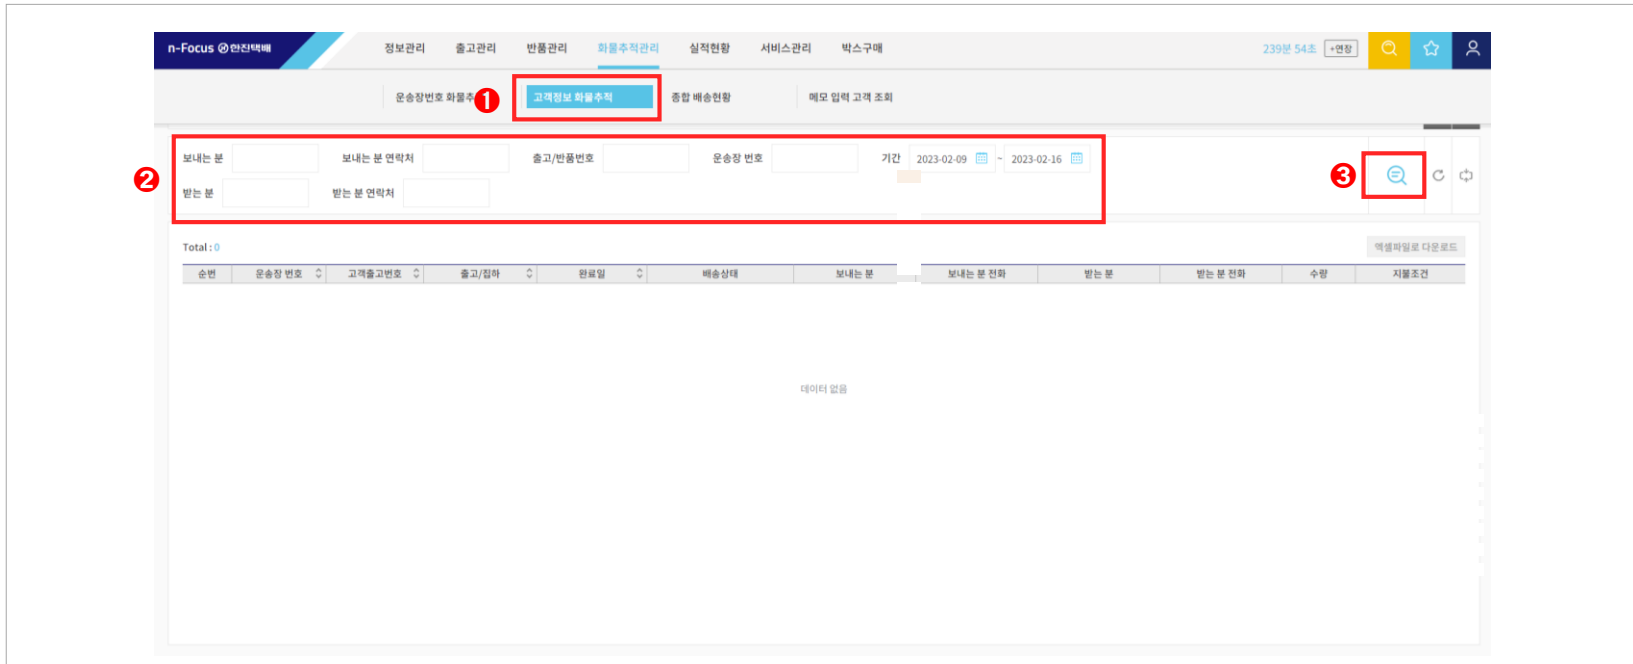 n-Focus 한진택배 정보관리 출고관리 반품관리 화물추적관리 실적현황 서비스관리 박스구매 239분 54초 +연장
운송장번호 화물추 1 고객정보 화물추적 종합 배송현황 메모 입력 고객 조회
보내는 분 보내는 분 연락처 출고/반품번호 운송장 번호 기간 2023-02-09 ~ 2023-02-16
2 3
받는 분 받는 분 연락처
Total : 0 엑셀파일로 다운로드
순번 운송장 번호 고객출고번호 출고/집하 완료일 배송상태 보내는 분 보내는 분 전화 받는 분 받는 분 전화 수량 지불조건
데이터 없음